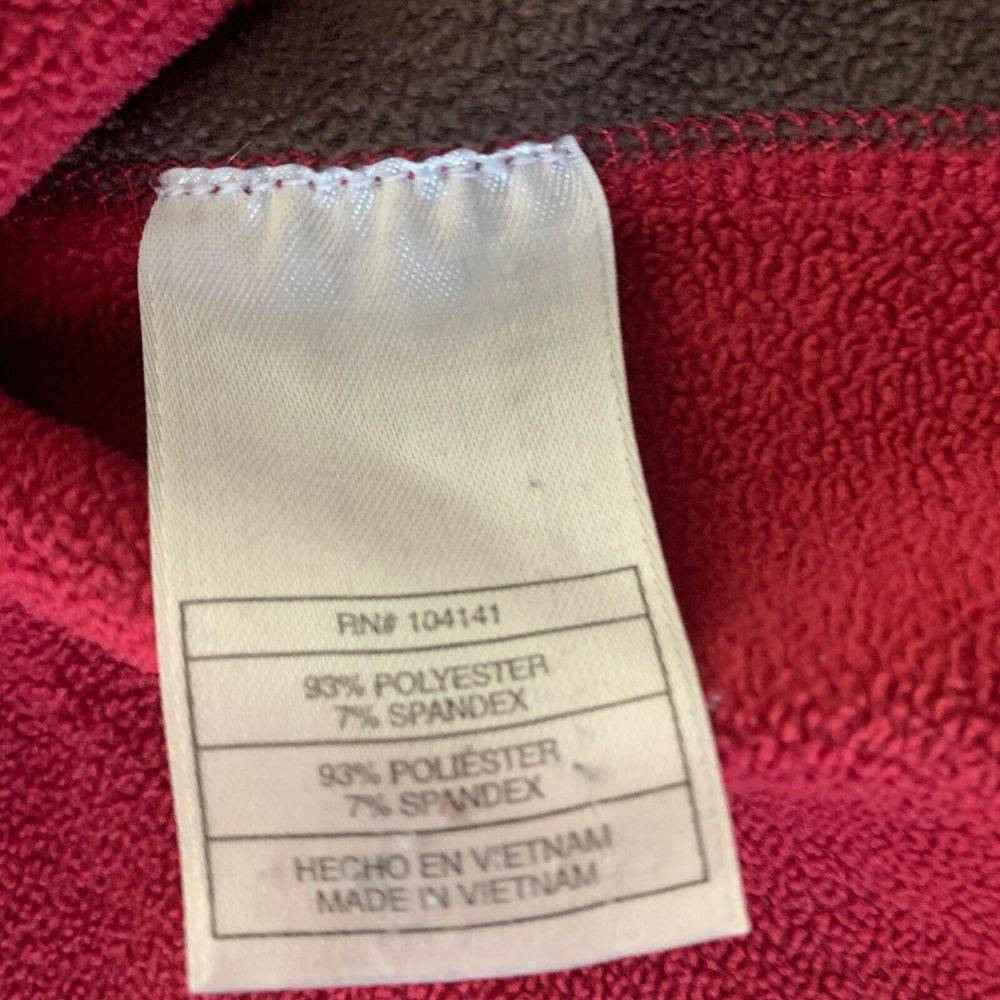 RN# 104141
93% POLYESTER
7% SPANDEX
93% POLIÉSTER
7% SPANDEX
HECHO EN VIETNAM
MADE IN VIETNAM